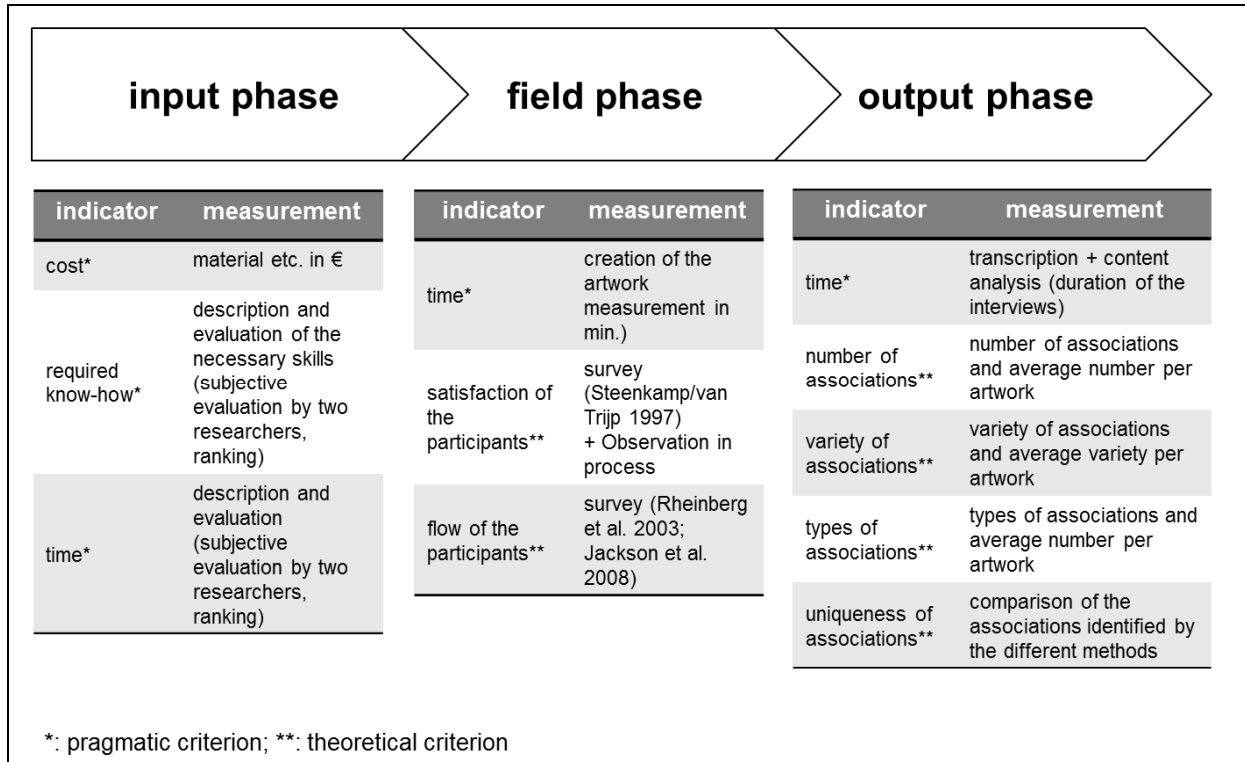 input phase
field phase
output phase
indicator measurement
cost* material etc. in €
required
know-how*
description and
evaluation of the
necessary skills
(subjective
evaluation by two
researchers,
ranking)
time*
description and
evaluation
(subjective
evaluation by two
researchers,
ranking)
indicator measurement
time*
creation of the
artwork
measurement in
min.)
satisfaction of
the
participants**
survey
(Steenkamp/van
Trijp 1997)
+ Observation in
process
flow of the
participants**
survey (Rheinberg
et al. 2003;
Jackson et al.
2008)
indicator measurement
time*
transcription + content
analysis (duration of the
interviews)
number of
associations**
number of associations
and average number per
artwork
variety of
associations**
variety of associations
and average variety per
artwork
types of
associations**
types of associations and
average number per
artwork
uniqueness of
associations**
comparison of the
associations identified by
the different methods
*: pragmatic criterion; **: theoretical criterion